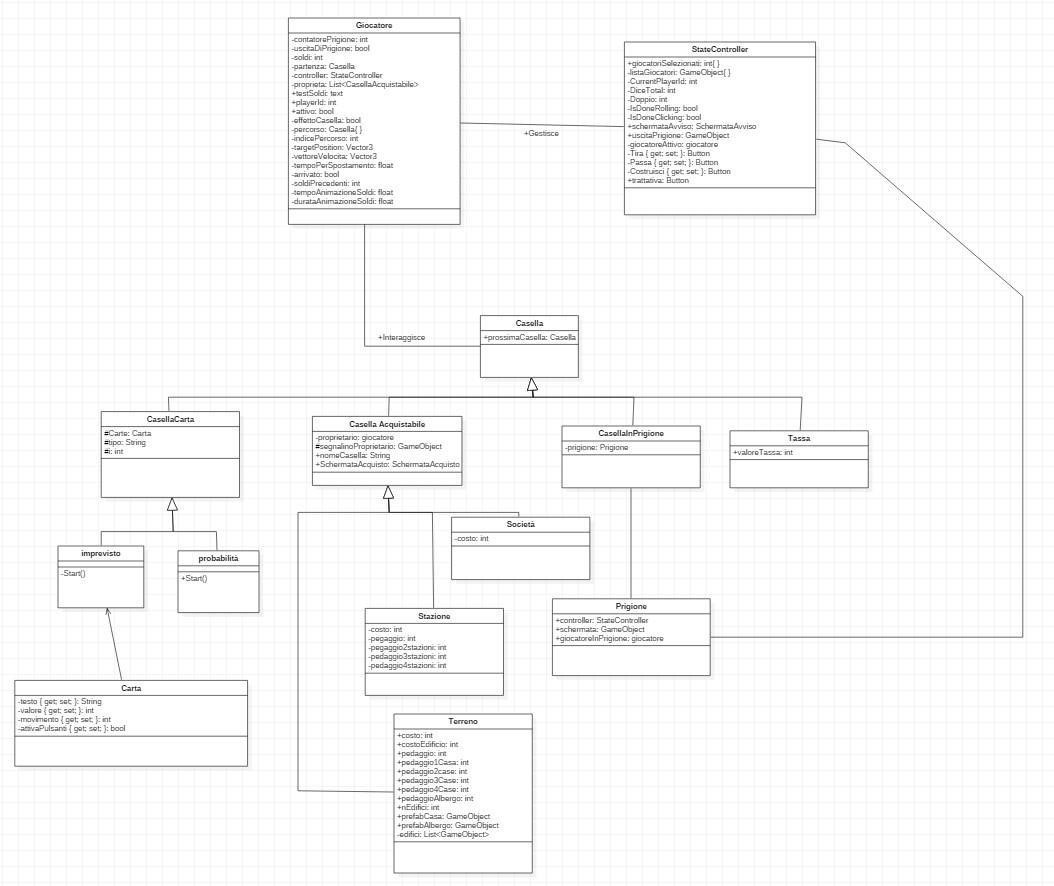 Giocatore
-contatorePrigione: int
-uscitaDiPrigione: bool
-soldi: int
-partenza: Casella
-controller: StateController
-proprieta: List<CasellaAcquistabile>
+testSoldi: text
+playerId: int
+attivo: bool
-effettoCasella: bool
-percorso: Casella{ }
-indicePercorso: int
-targetPosition: Vector3
-vettoreVelocita: Vector3
-tempoPerSpostamento: float
-arrivato: bool
-soldiPrecedenti: int
-tempoAnimazioneSoldi: float
-durataAnimazioneSoldi: float
StateController
+giocatoriSelezionati: int{ }
-listaGiocatori: GameObject{ }
-CurrentPlayerId: int
-DiceTotal: int
-Doppio: int
-IsDoneRolling: bool
-IsDoneClicking: bool
+schermataAvviso: SchermataAvviso
+uscitaPrigione: GameObject
-giocatoreAttivo: giocatore
-Tira { get; set; }: Button
-Passa { get; set; }: Button
-Costruisci { get; set; }: Button
+trattativa: Button
+Gestisce
+Interaggisce
Casella
+prossimaCasella: Casella
CasellaCarta
#Carte: Carta
#tipo: String
#i: int
Casella Acquistabile
-proprietario: giocatore
#segnalinoProprietario: GameObject
+nomeCasella: String
+SchermataAcquisto: SchermataAcquisto
CasellaInPrigione
-prigione: Prigione
Tassa
+valoreTassa: int
imprevisto
-Start()
probabilità
+Start()
Società
-costo: int
Stazione
-costo: int
-pegaggio: int
-pegaggio2stazioni: int
-pedaggio3stazioni: int
-pedaggio4stazioni: int
Prigione
+controller: StateController
+schermata: GameObject
+giocatoreInPrigione: giocatore
Carta
-testo { get; set; }: String
-valore { get; set; }: int
-movimento { get; set; }: int
-attivaPulsanti { get; set; }: bool
Terreno
+costo: int
+costoEdificio: int
+pedaggio: int
+pedaggio1Casa: int
+pedaggio2case: int
+pedaggio3Case: int
+pedaggio4Case: int
+pedaggioAlbergo: int
+nEdifici: int
+prefabCasa: GameObject
+prefabAlbergo: GameObject
-edifici: List<GameObject>